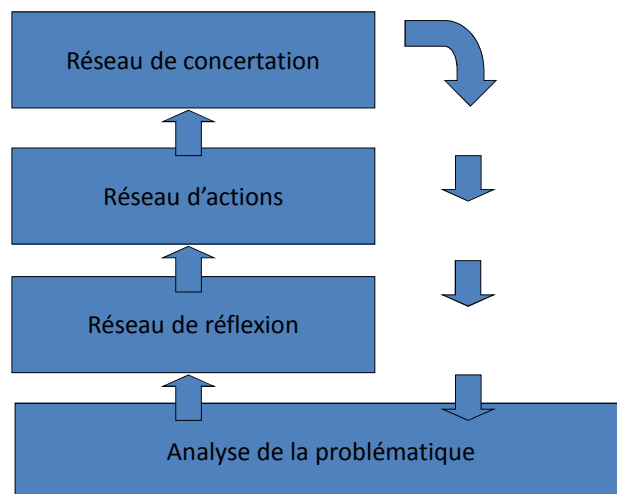 Réseau de concertation
Réseau d’actions
Réseau de réflexion
Analyse de la problématique